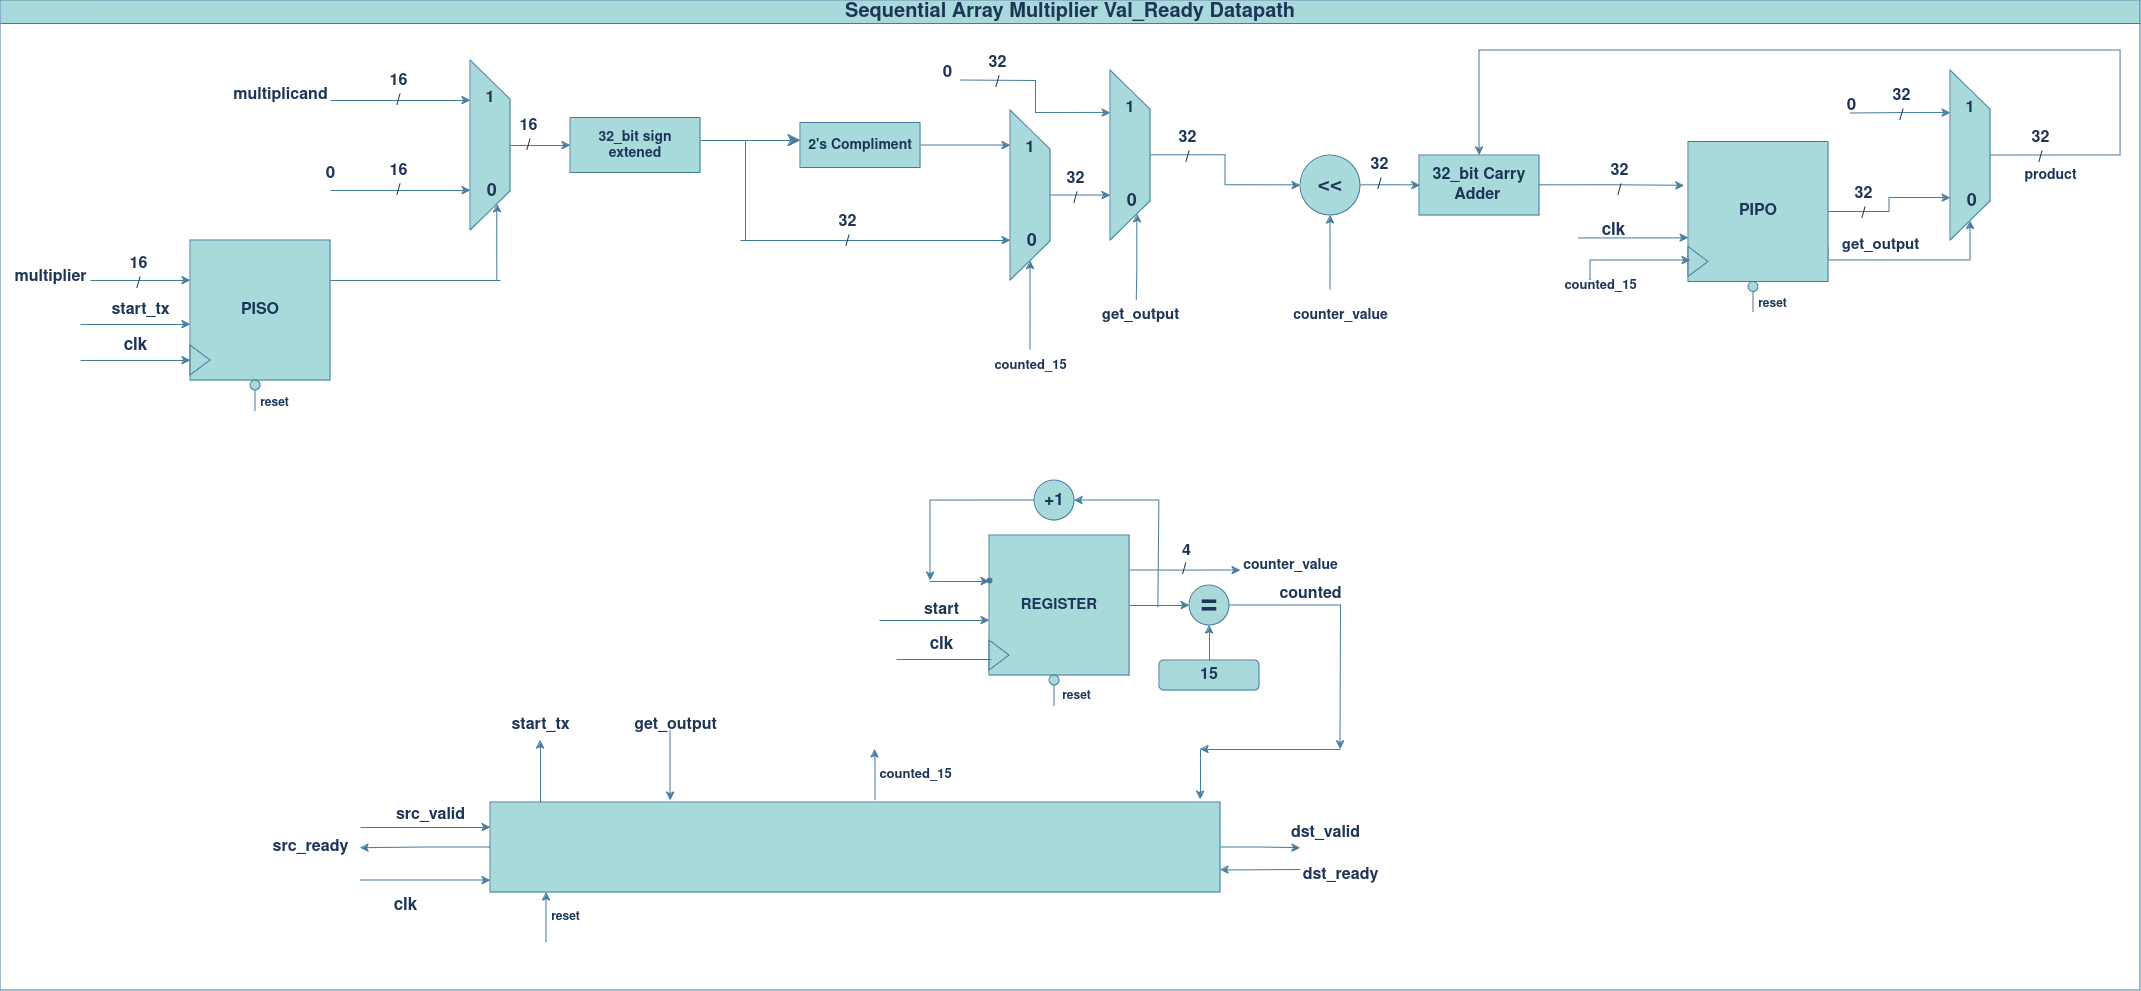 Sequential Array Multiplier Val_Ready Datapath
multiplicand
16
0
16
1
0
16
32_bit sign
extened
2's Compliment
32
0
32
1
0
32
1
0
32
<<
32
32_bit Carry
Adder
32
PIPO
clk
counted_15
reset
32
get_output
0
32
1
0
32
product
multiplier
16
start_tx
clk
PISO
reset
counted_15
get_output
counter_value
+1
REGISTER
start
clk
reset
4
counter_value
=
counted
15
start_tx
get_output
counted_15
src_valid
src_ready
clk
reset
dst_valid
dst_ready